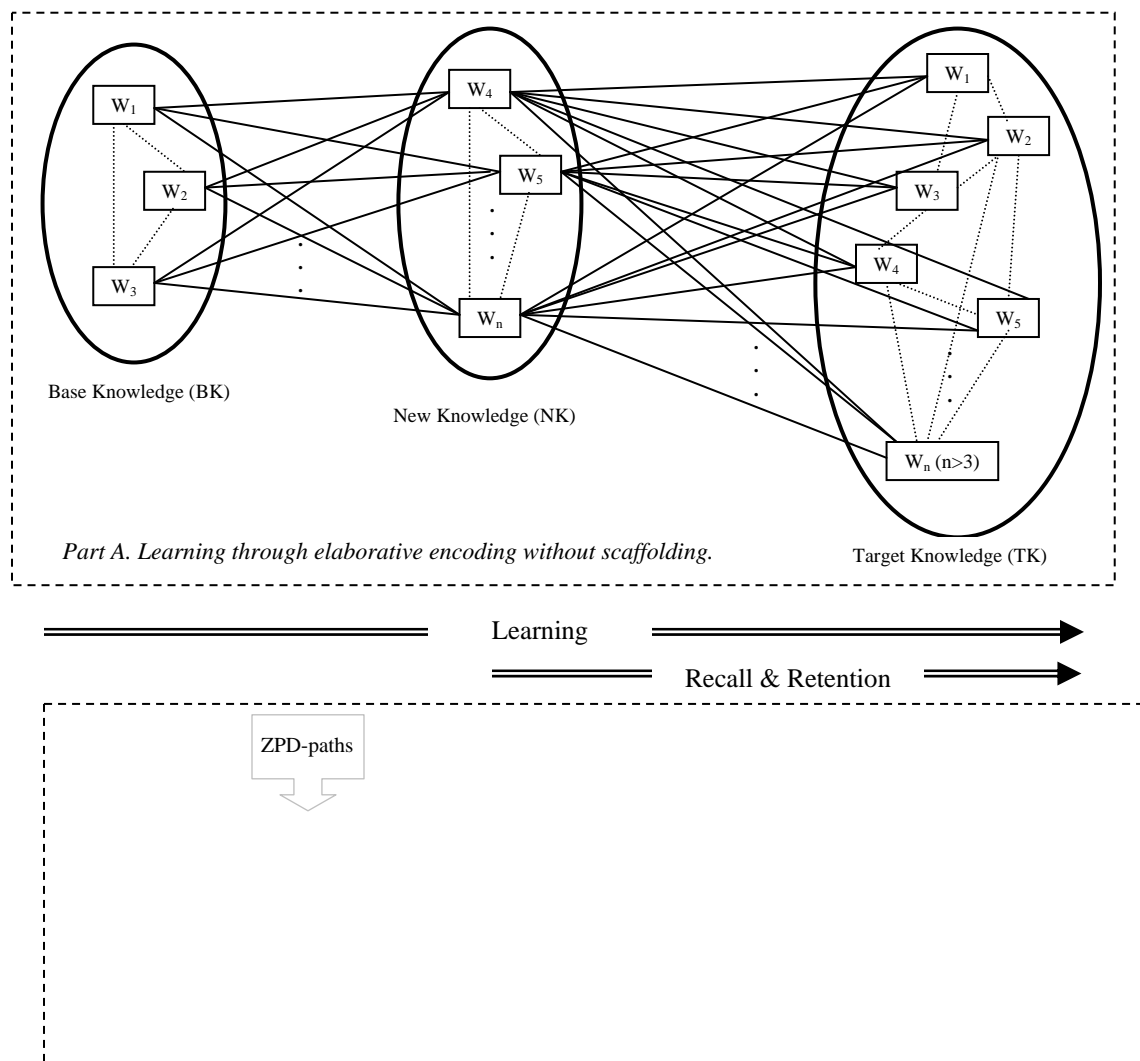 W₁
W₂
W₃
Base Knowledge (BK)
W₄
W₅
Wₙ
New Knowledge (NK)
W₁
W₂
W₃
W₄
W₅
Wₙ (n>3)
Target Knowledge (TK)
Part A. Learning through elaborative encoding without scaffolding.
Learning
Recall & Retention
ZPD-paths